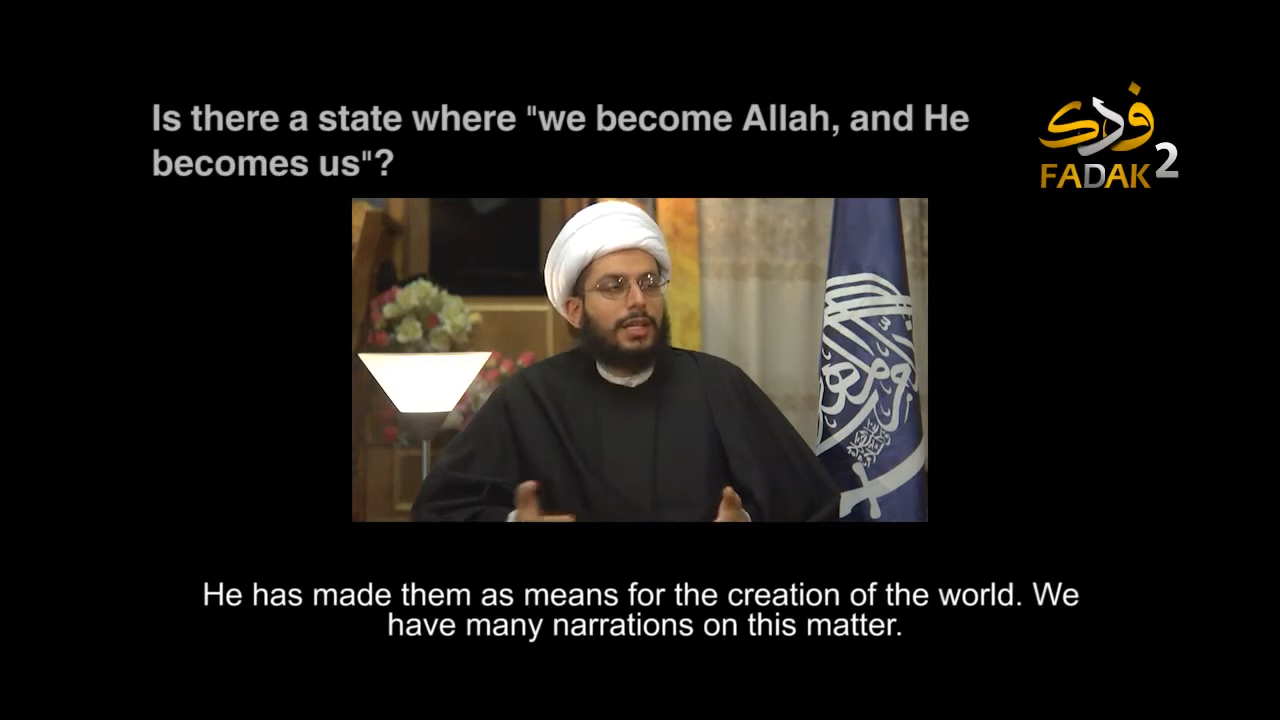 Is there a state where "we become Allah, and He
becomes us"?
فدك
FADAK 2
He has made them as means for the creation of the world. We
have many narrations on this matter.